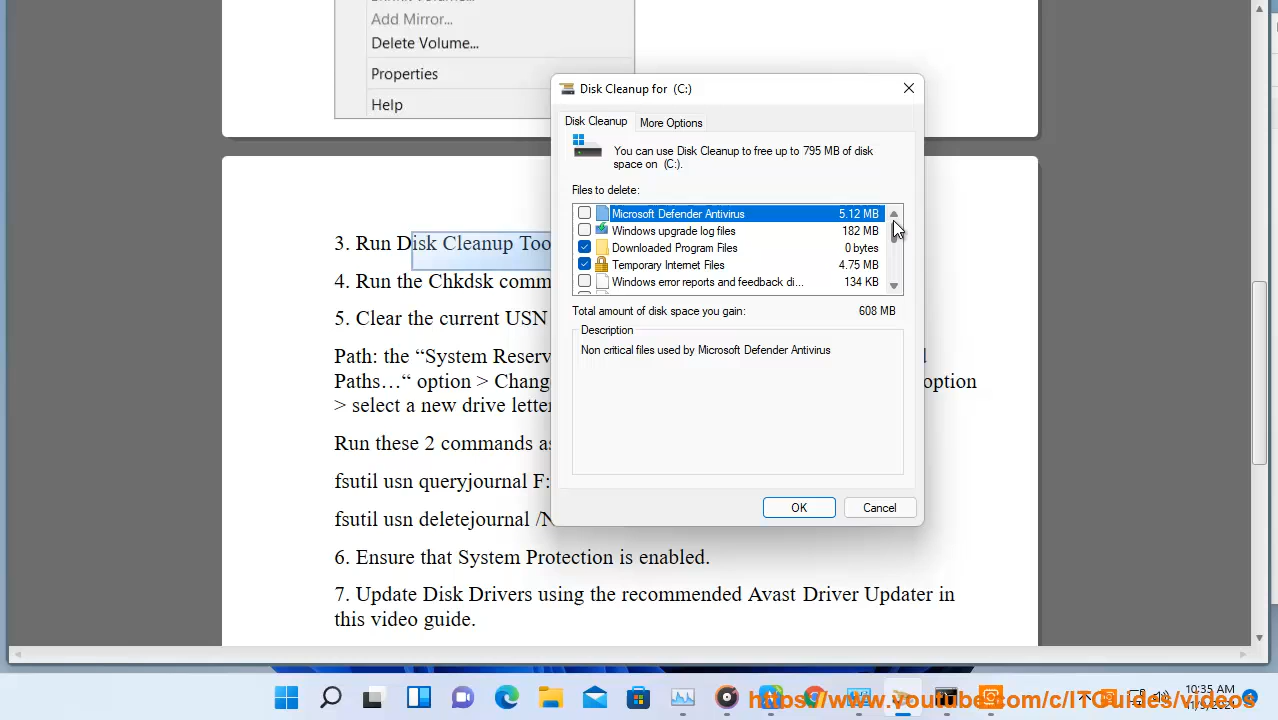 Add Mirror...
Delete Volume...
Properties
Help
Disk Cleanup for (C:)
Disk Cleanup
More Options
You can use Disk Cleanup to free up to 795 MB of disk
space on (C:).
Files to delete:
Microsoft Defender Antivirus 5.12 MB
Windows upgrade log files 182 MB
Downloaded Program Files 0 bytes
Temporary Internet Files 4.75 MB
Windows error reports and feedback di... 134 KB
Total amount of disk space you gain: 608 MB
Description
Non critical files used by Microsoft Defender Antivirus
OK
Cancel
3. Run Disk Cleanup Too
4. Run the Chkdsk comm
5. Clear the current USN
Path: the “System Reserv
Paths…“ option > Chang option
> select a new drive letter
Run these 2 commands as
fsutil usn queryjournal F:
fsutil usn deletejournal /N
6. Ensure that System Protection is enabled.
7. Update Disk Drivers using the recommended Avast Driver Updater in
this video guide.
10:35 AM
https://www.youtube.com/c/ITGuides/videos